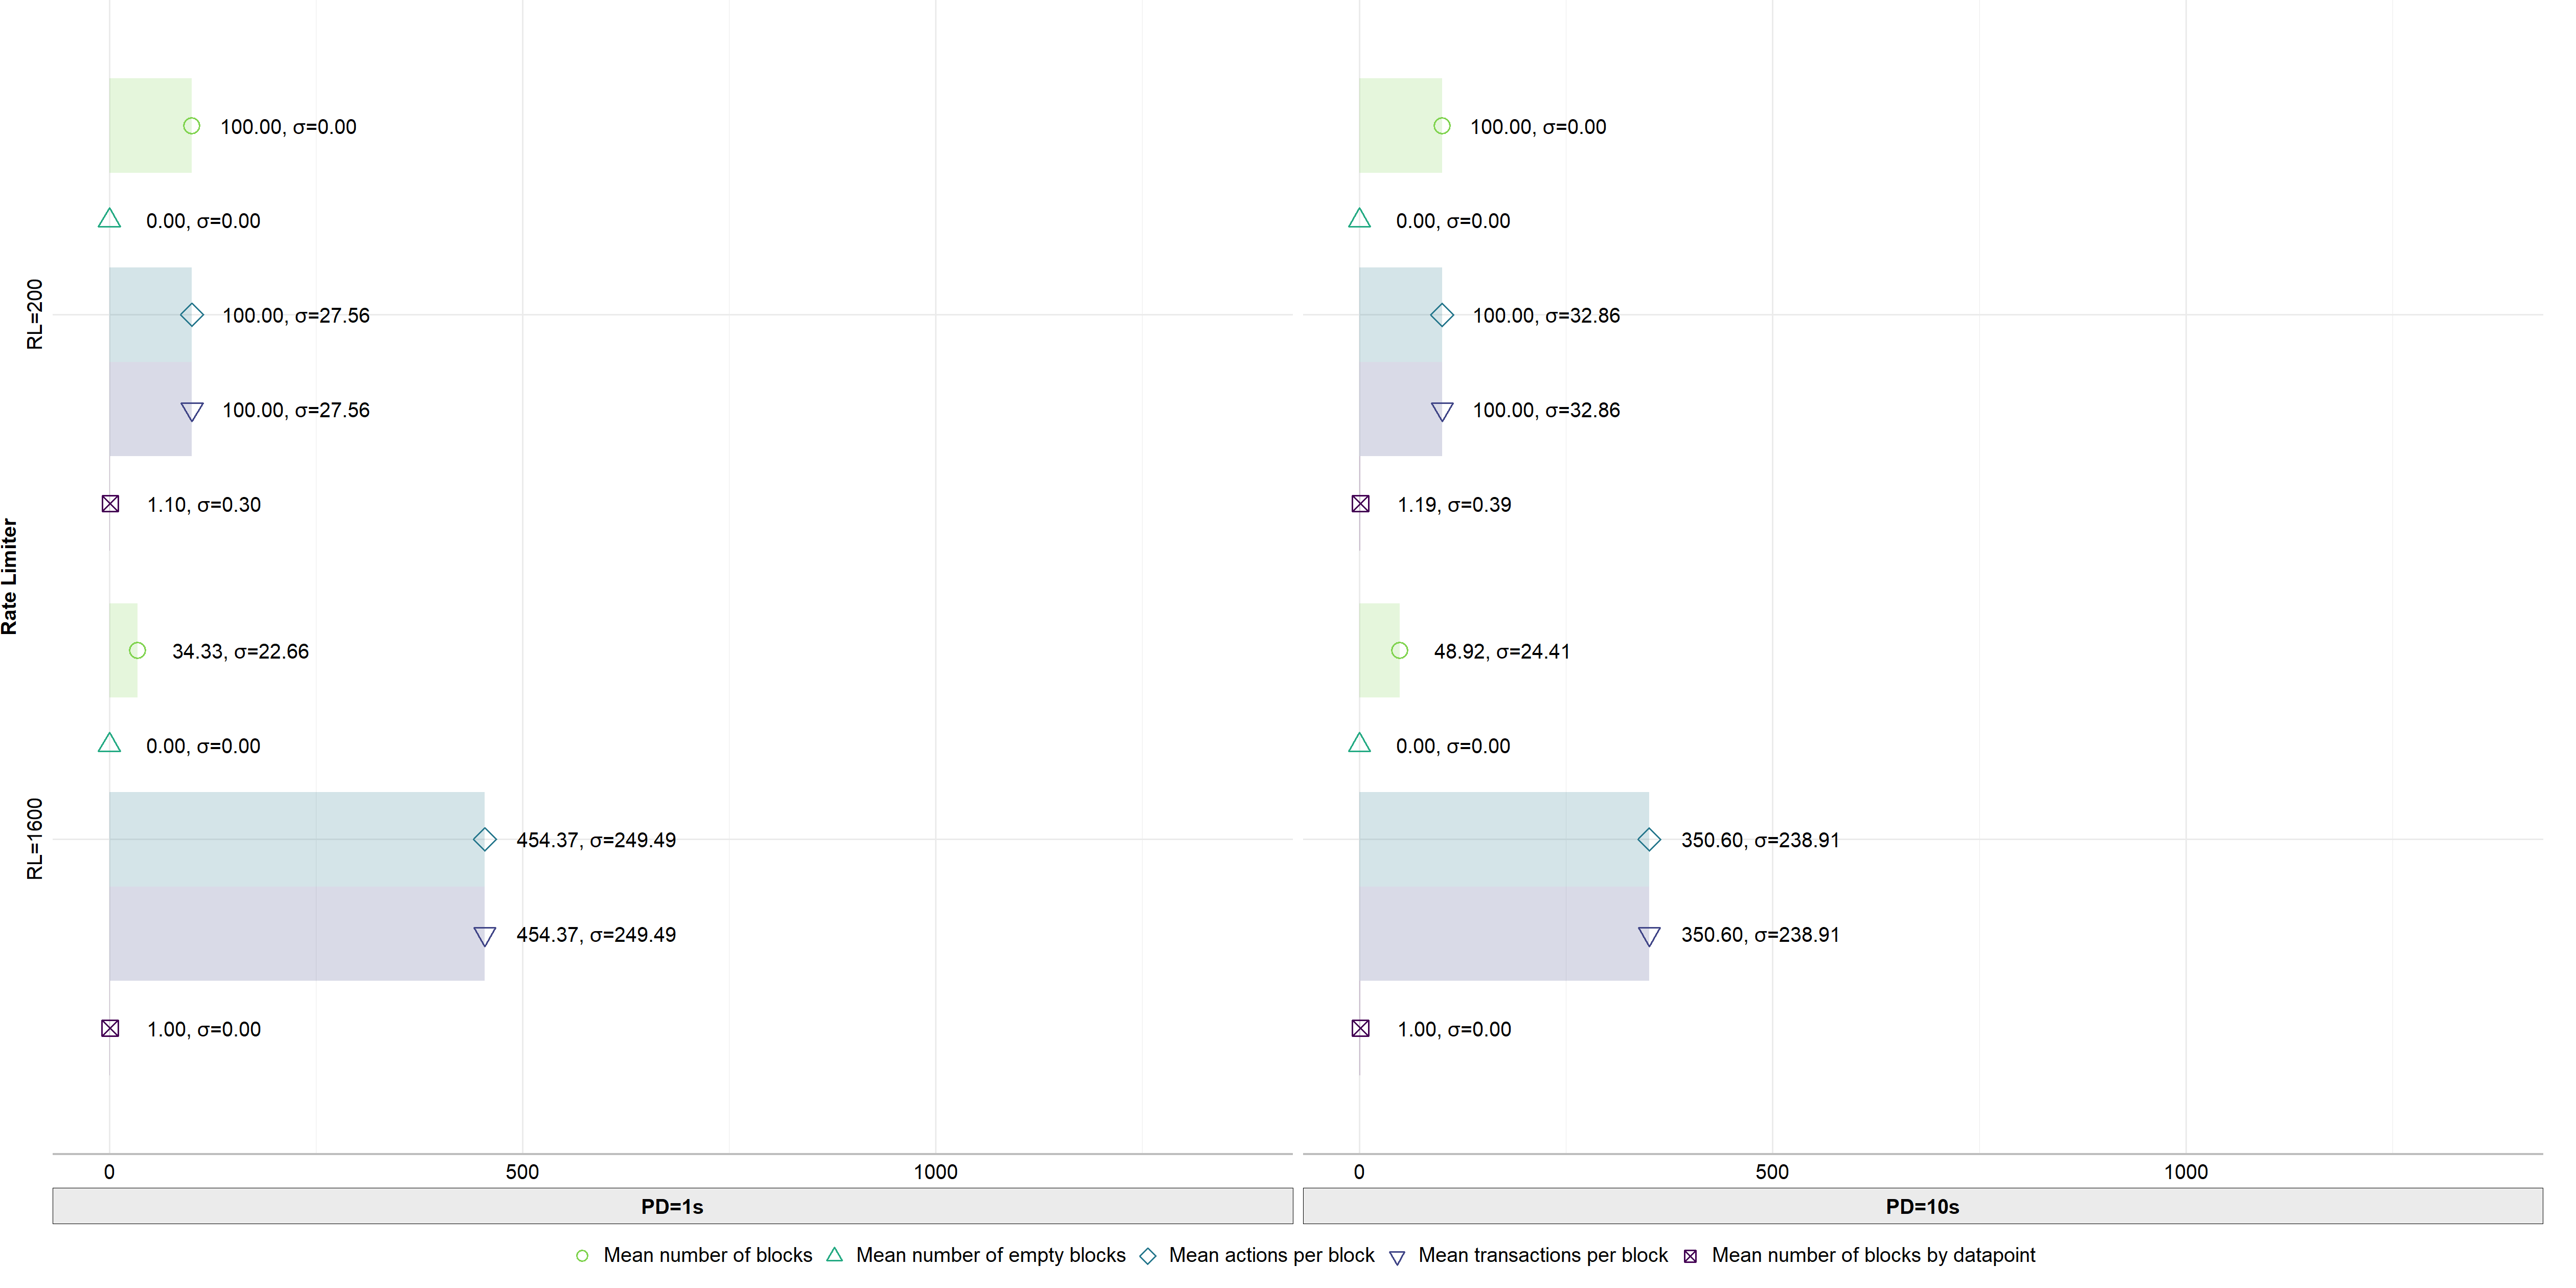 Rate Limiter
RL=200
100.00, σ=0.00
0.00, σ=0.00
100.00, σ=27.56
100.00, σ=27.56
1.10, σ=0.30
RL=1600
34.33, σ=22.66
0.00, σ=0.00
454.37, σ=249.49
454.37, σ=249.49
1.00, σ=0.00
0 500 1000
PD=1s
100.00, σ=0.00
0.00, σ=0.00
100.00, σ=32.86
100.00, σ=32.86
1.19, σ=0.39
48.92, σ=24.41
0.00, σ=0.00
350.60, σ=238.91
350.60, σ=238.91
1.00, σ=0.00
0 500 1000
PD=10s
Mean number of blocks Mean number of empty blocks Mean actions per block Mean transactions per block Mean number of blocks by datapoint